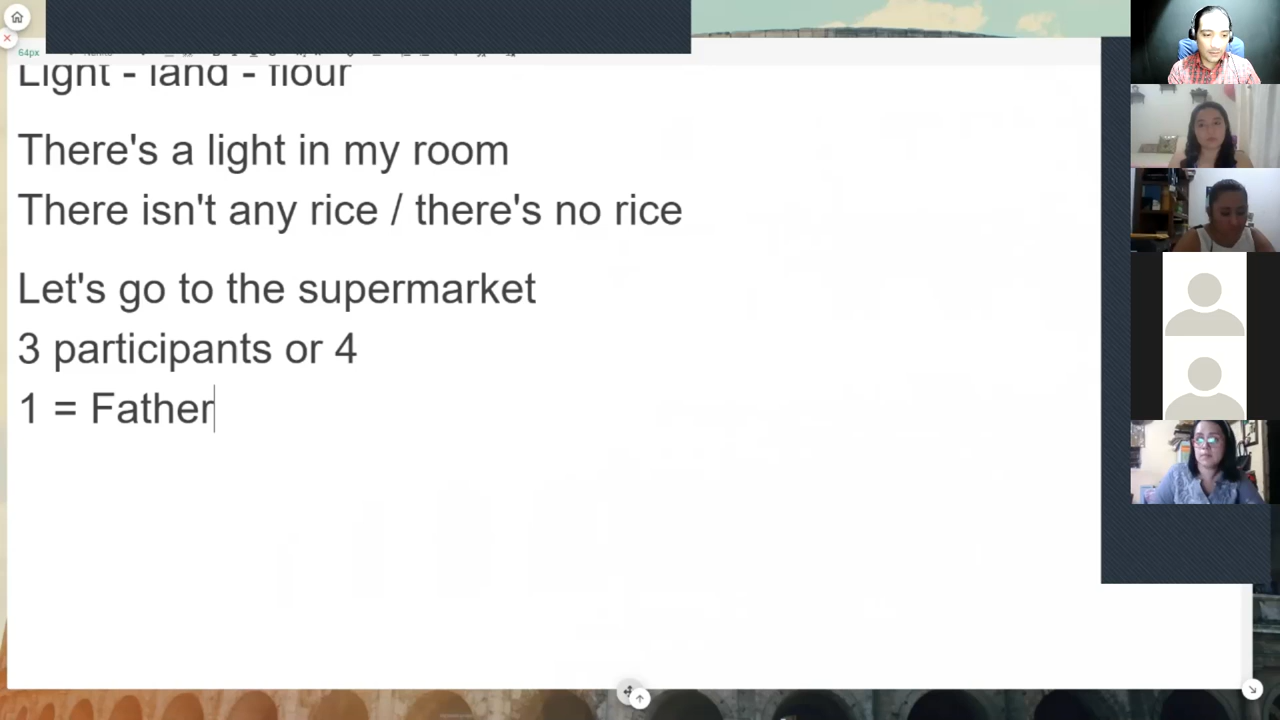 64px
Light - land - flour
There's a light in my room
There isn't any rice / there's no rice
Let's go to the supermarket
3 participants or 4
1 = Father